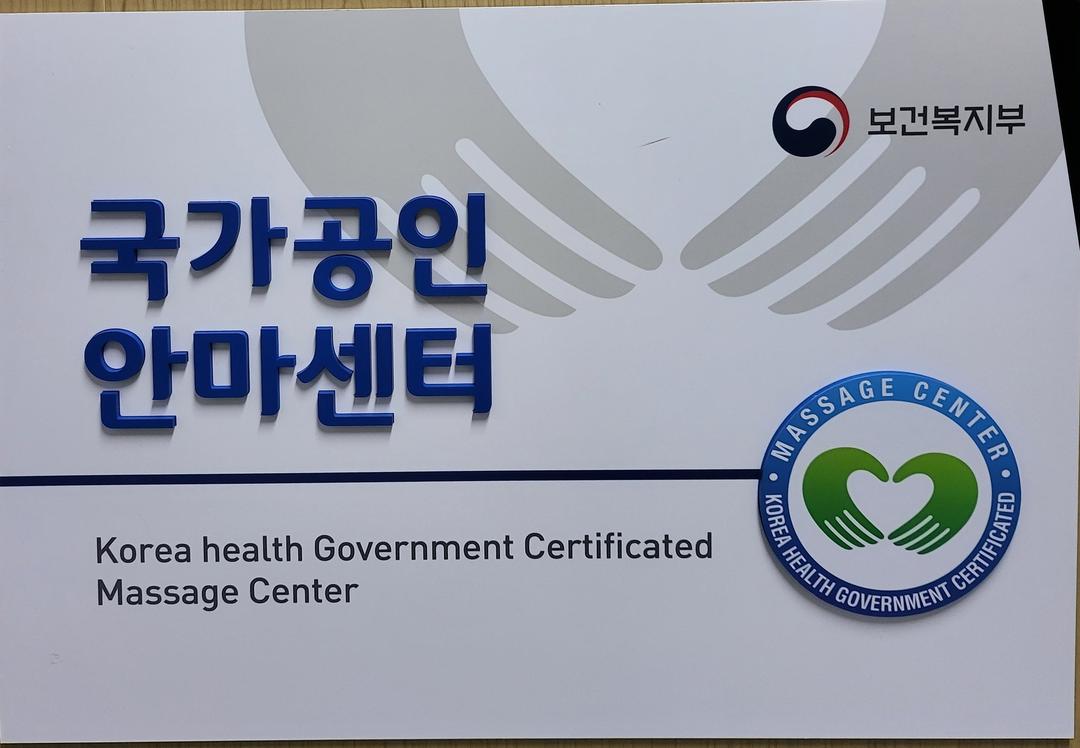 보건복지부
국가공인
안마센터
Korea health Government Certificated
Massage Center
MASSAGE CENTER
KOREA HEALTH GOVERNMENT CERTIFICATED